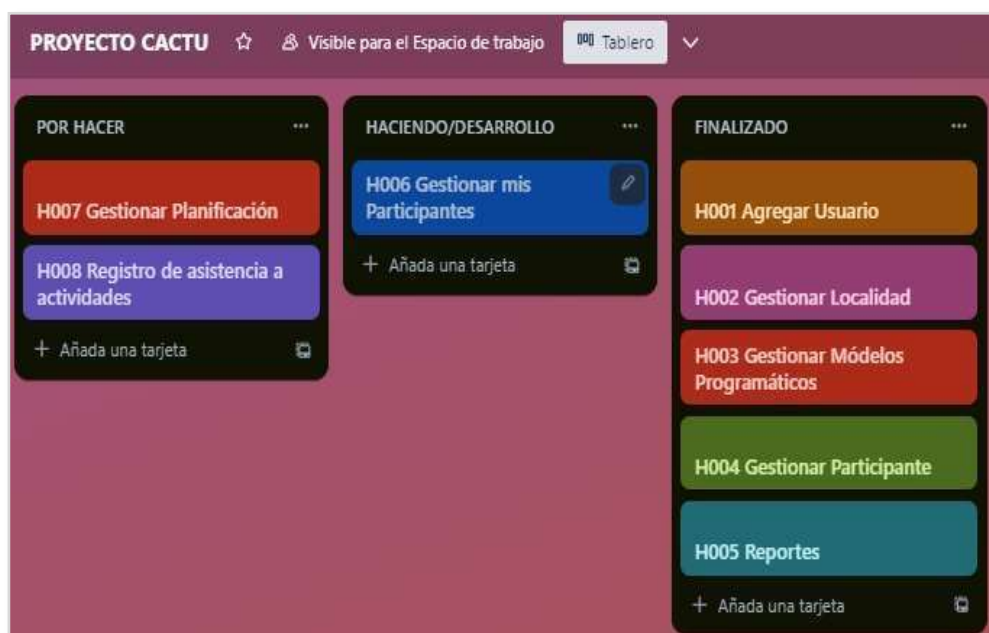 PROYECTO CACTU
Visible para el Espacio de trabajo
Tablero
POR HACER
H007 Gestionar Planificación
H008 Registro de asistencia a
actividades
Añada una tarjeta
HACIENDO/DESARROLLO
H006 Gestionar mis
Participantes
Añada una tarjeta
FINALIZADO
H001 Agregar Usuario
H002 Gestionar Localidad
H003 Gestionar Módelos
Programáticos
H004 Gestionar Participante
H005 Reportes
Añada una tarjeta